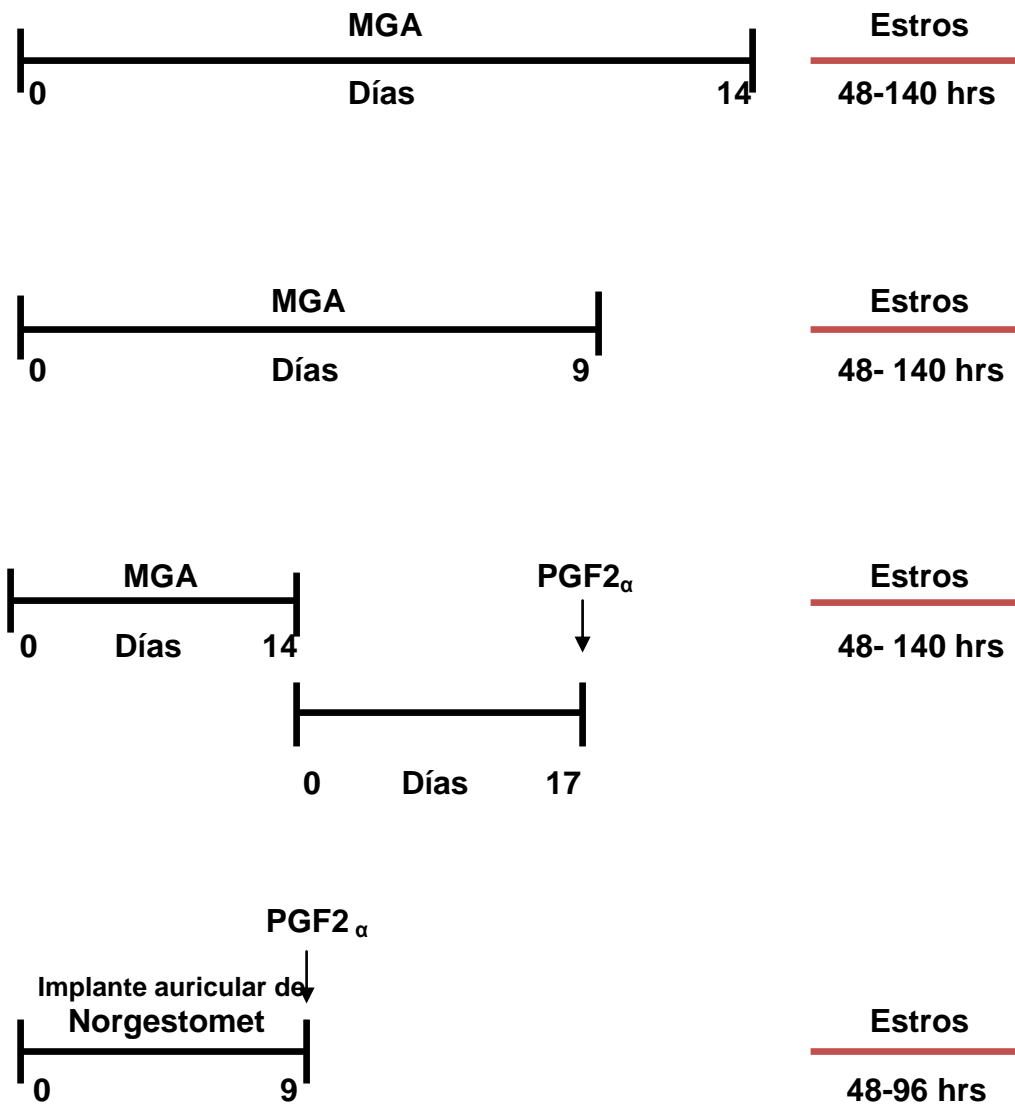 MGA Estros
0 Días 14 48-140 hrs
MGA Estros
0 Días 9 48- 140 hrs
MGA PGF2α Estros
0 Días 14 48- 140 hrs
0 Días 17
PGF2 α
Implante auricular de
Norgestomet Estros
0 9 48-96 hrs